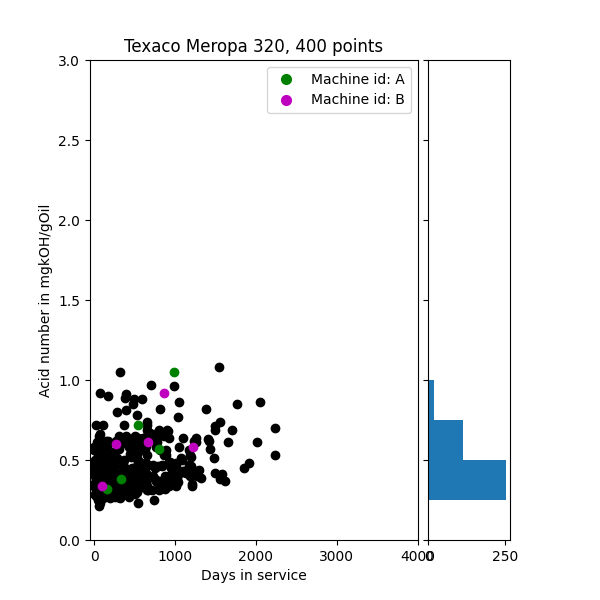 Texaco Meropa 320, 400 points
Machine id: A
Machine id: B
Acid number in mgkOH/gOil
3.0
2.5
2.0
1.5
1.0
0.5
0.0
0 1000 2000 3000 4000
0 250
Days in service